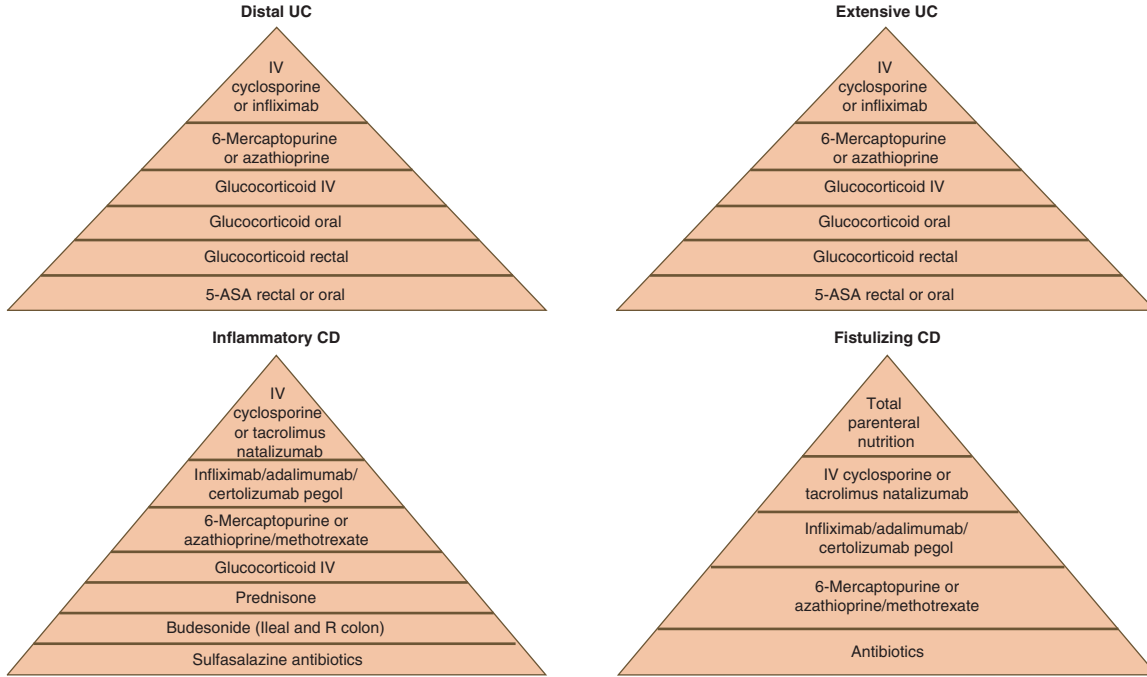 Distal UC
IV
cyclosporine
or infliximab
6-Mercaptopurine
or azathioprine
Glucocorticoid IV
Glucocorticoid oral
Glucocorticoid rectal
5-ASA rectal or oral
Extensive UC
IV
cyclosporine
or infliximab
6-Mercaptopurine
or azathioprine
Glucocorticoid IV
Glucocorticoid oral
Glucocorticoid rectal
5-ASA rectal or oral
Inflammatory CD
IV
cyclosporine
or tacrolimus
natalizumab
Infliximab/adalimumab/
certolizumab pegol
6-Mercaptopurine or
azathioprine/methotrexate
Glucocorticoid IV
Prednisone
Budesonide (Ileal and R colon)
Sulfasalazine antibiotics
Fistulizing CD
Total
parenteral
nutrition
IV cyclosporine or
tacrolimus natalizumab
Infliximab/adalimumab/
certolizumab pegol
6-Mercaptopurine or
azathioprine/methotrexate
Antibiotics